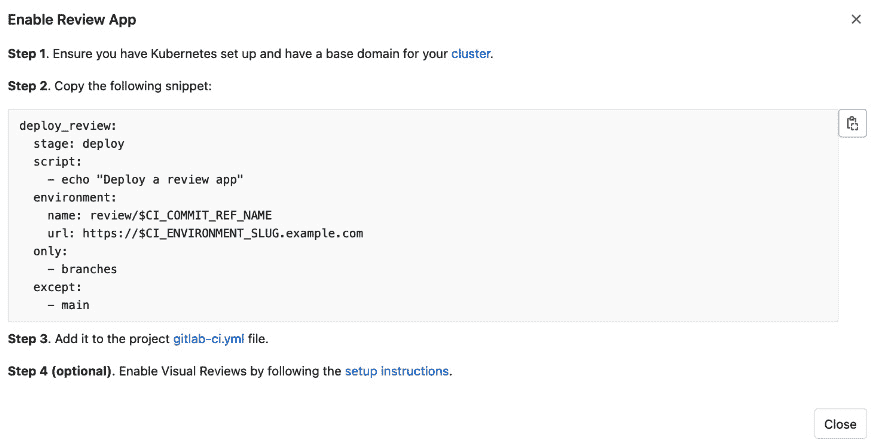 Enable Review App
Step 1. Ensure you have Kubernetes set up and have a base domain for your cluster.
Step 2. Copy the following snippet:
deploy_review:
  stage: deploy
  script:
    - echo "Deploy a review app"
  environment:
    name: review/$CI_COMMIT_REF_NAME
    url: https://$CI_ENVIRONMENT_SLUG.example.com
  only:
    - branches
  except:
    - main
Step 3. Add it to the project gitlab-ci.yml file.
Step 4 (optional). Enable Visual Reviews by following the setup instructions.
Close